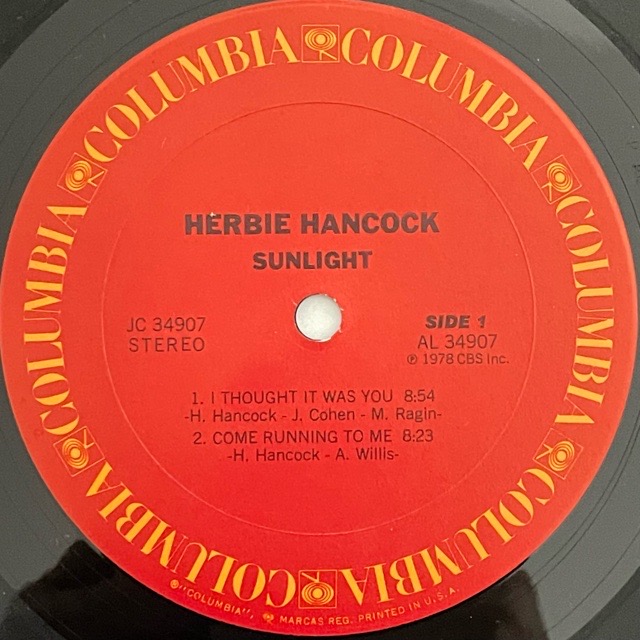 COLUMBIA COLUMBIA COLUMBIA COLUMBIA COLUMBIA COLUMBIA COLUMBIA COLUMBIA
HERBIE HANCOCK
SUNLIGHT
JC 34907
STEREO
SIDE 1
AL 34907
℗ 1978 CBS Inc.
1. I THOUGHT IT WAS YOU 8:54
-H. Hancock - J. Cohen - M. Ragin-
2. COME RUNNING TO ME 8:23
-H. Hancock - A. Willis-
®"COLUMBIA", MARCAS REG. PRINTED IN U.S.A.